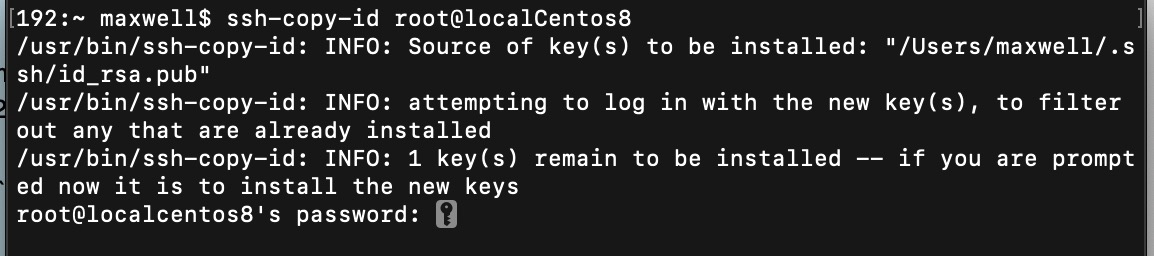 [192:~ maxwell$ ssh-copy-id root@localCentos8 ]
/usr/bin/ssh-copy-id: INFO: Source of key(s) to be installed: "/Users/maxwell/.s
sh/id_rsa.pub"
/usr/bin/ssh-copy-id: INFO: attempting to log in with the new key(s), to filter
out any that are already installed
/usr/bin/ssh-copy-id: INFO: 1 key(s) remain to be installed -- if you are prompt
ed now it is to install the new keys
root@localcentos8's password: